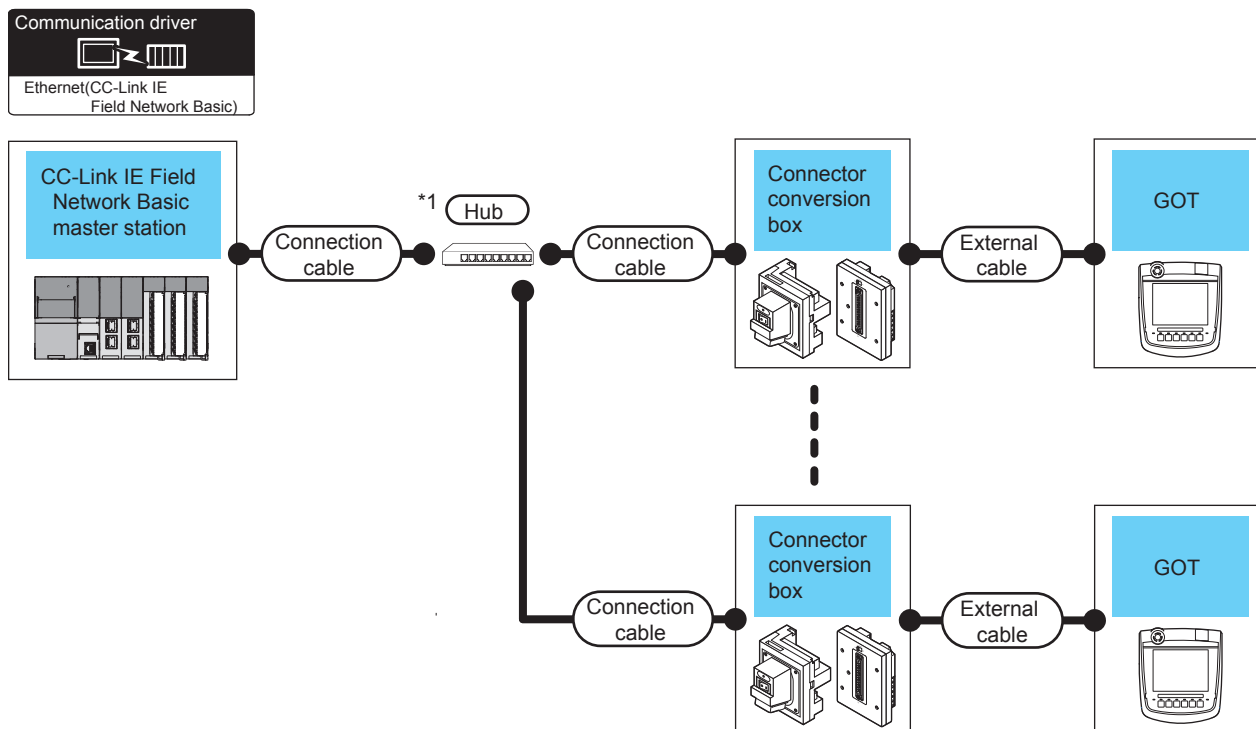 Communication driver
Ethernet(CC-Link IE
Field Network Basic)
CC-Link IE Field
Network Basic
master station
Connection
cable
*1
Hub
Connection
cable
Connector
conversion
box
External
cable
GOT
Connection
cable
Connector
conversion
box
External
cable
GOT